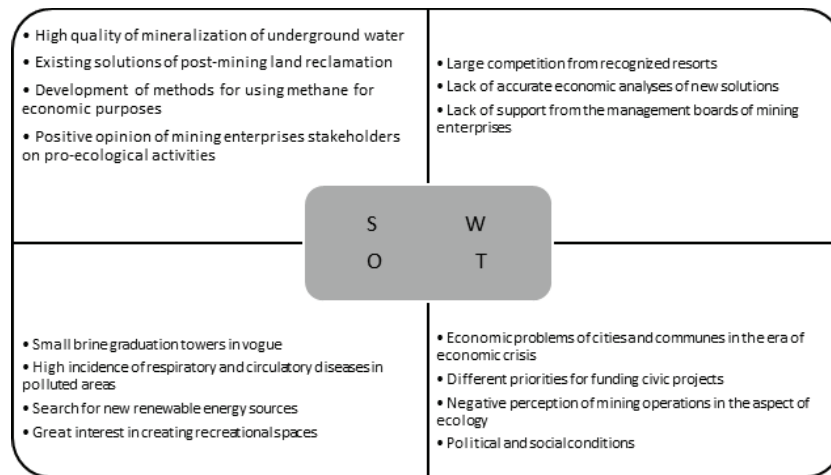 • High quality of mineralization of underground water
• Existing solutions of post-mining land reclamation
• Development of methods for using methane for
economic purposes
• Positive opinion of mining enterprises stakeholders
on pro-ecological activities
• Large competition from recognized resorts
• Lack of accurate economic analyses of new solutions
• Lack of support from the management boards of mining
enterprises
S W
O T
• Small brine graduation towers in vogue
• High incidence of respiratory and circulatory diseases in
polluted areas
• Search for new renewable energy sources
• Great interest in creating recreational spaces
• Economic problems of cities and communes in the era of
economic crisis
• Different priorities for funding civic projects
• Negative perception of mining operations in the aspect of
ecology
• Political and social conditions